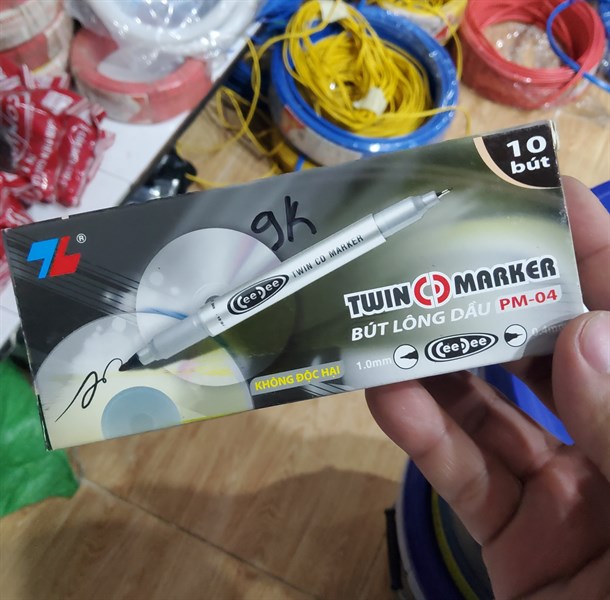 10
bút
®
9K
CeeDee TWIN CD MARKER
TWIN CD MARKER
BÚT LÔNG DẦU PM-04
KHÔNG ĐỘC HẠI
1.0mm CeeDee